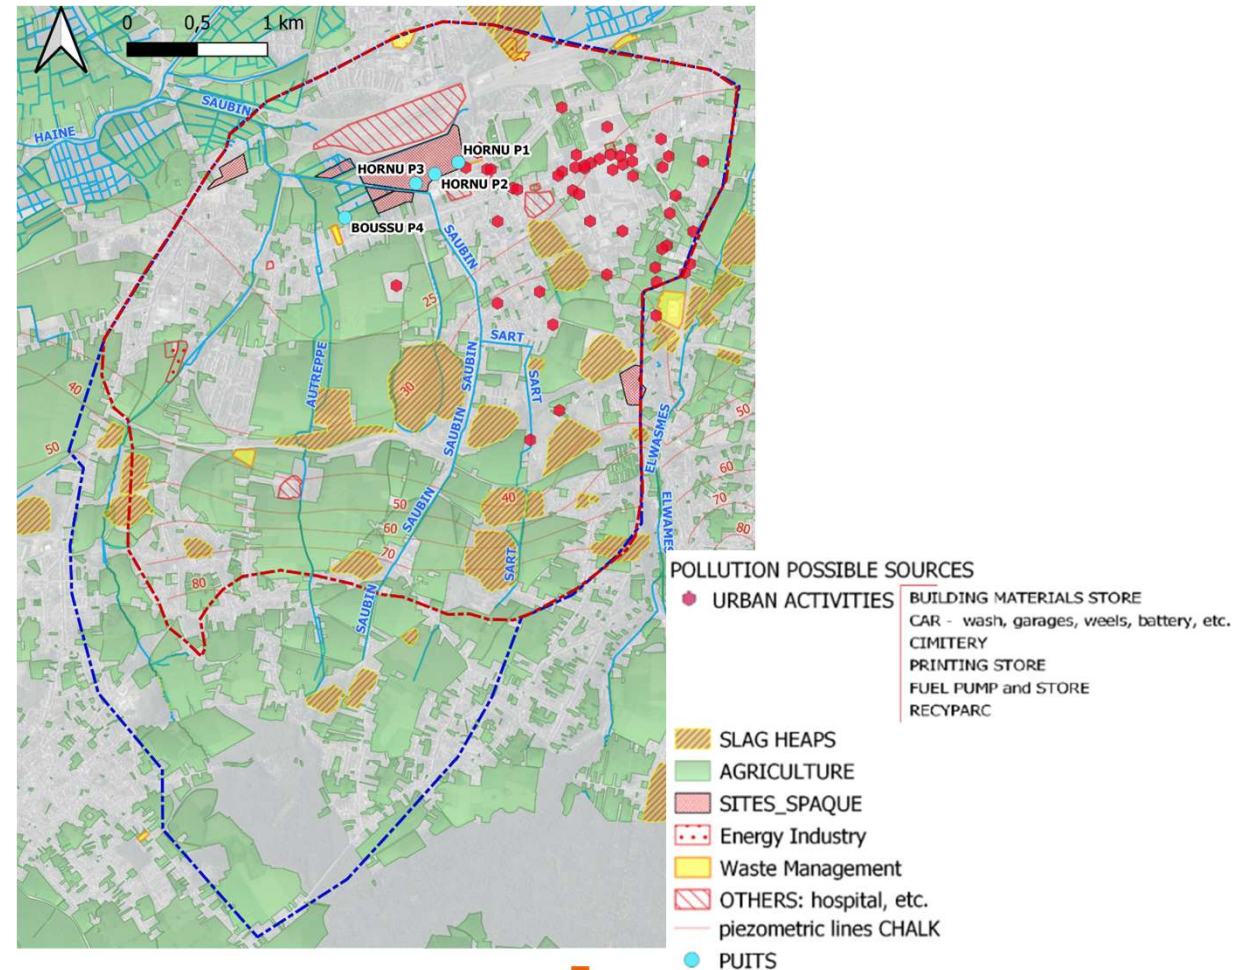 0 0,5 1 km
SAUBIN
HAINE
HORNU P1
HORNU P3
HORNU P2
BOUSSU P4
SAUBIN
25
SART
AUTREPPE
SAUBIN
SART
40
30
SAUBIN
ELWASMES
50
50
60
SAUBIN
50
40
70
ELWAMES
60
80
70
SART
80
SAUBIN
POLLUTION POSSIBLE SOURCES
URBAN ACTIVITIES
BUILDING MATERIALS STORE
CAR - wash, garages, weels, battery, etc.
CIMITERY
PRINTING STORE
FUEL PUMP and STORE
RECYPARC
SLAG HEAPS
AGRICULTURE
SITES_SPAQUE
Energy Industry
Waste Management
OTHERS: hospital, etc.
piezometric lines CHALK
PUITS